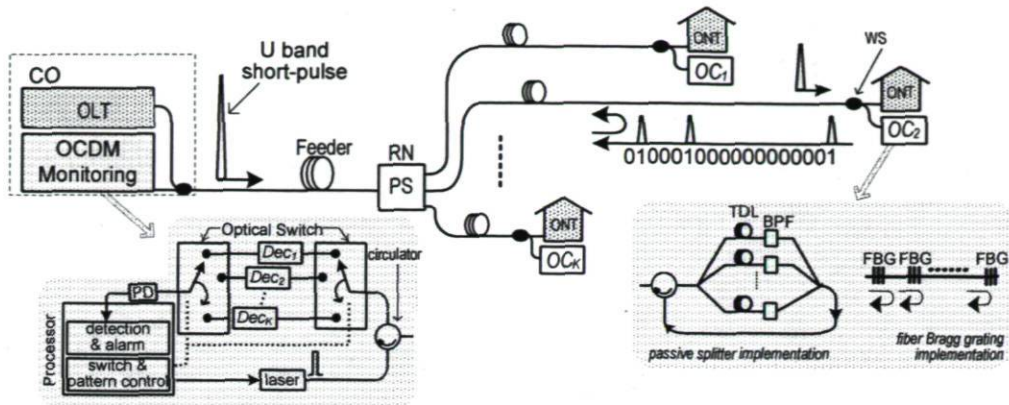 CO
OLT
OCDM
Monitoring
U band
short-pulse
Feeder
RN
PS
ONT
OC1
WS
ONT
OC2
010001000000000001
ONT
OCK
Optical Switch
circulator
Dec1
Dec2
DecK
PD
Processor
detection
& alarm
switch &
pattern control
laser
TDL
BPF
passive splitter implementation
FBG
FBG
FBG
fiber Bragg grating
implementation